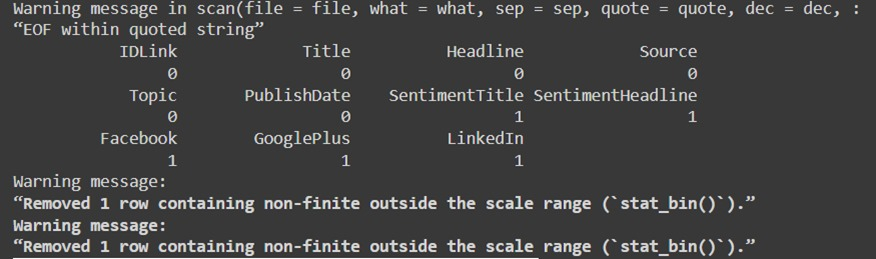 Warning message in scan(file = file, what = what, sep = sep, quote = quote, dec = dec, :
“EOF within quoted string”
IDLink Title Headline Source
0 0 0 0
Topic PublishDate SentimentTitle SentimentHeadline
0 0 1 1
Facebook GooglePlus LinkedIn
1 1 1
Warning message:
“Removed 1 row containing non-finite outside the scale range (`stat_bin()`).”
Warning message:
“Removed 1 row containing non-finite outside the scale range (`stat_bin()`).”